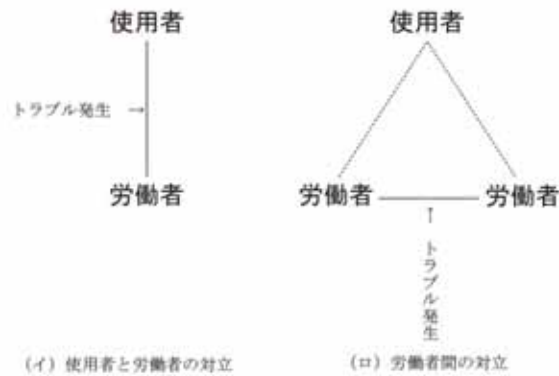 使用者
トラブル発生 →
労働者
(イ) 使用者と労働者の対立
使用者
労働者
労働者
↑
トラブル発生
(ロ) 労働者間の対立